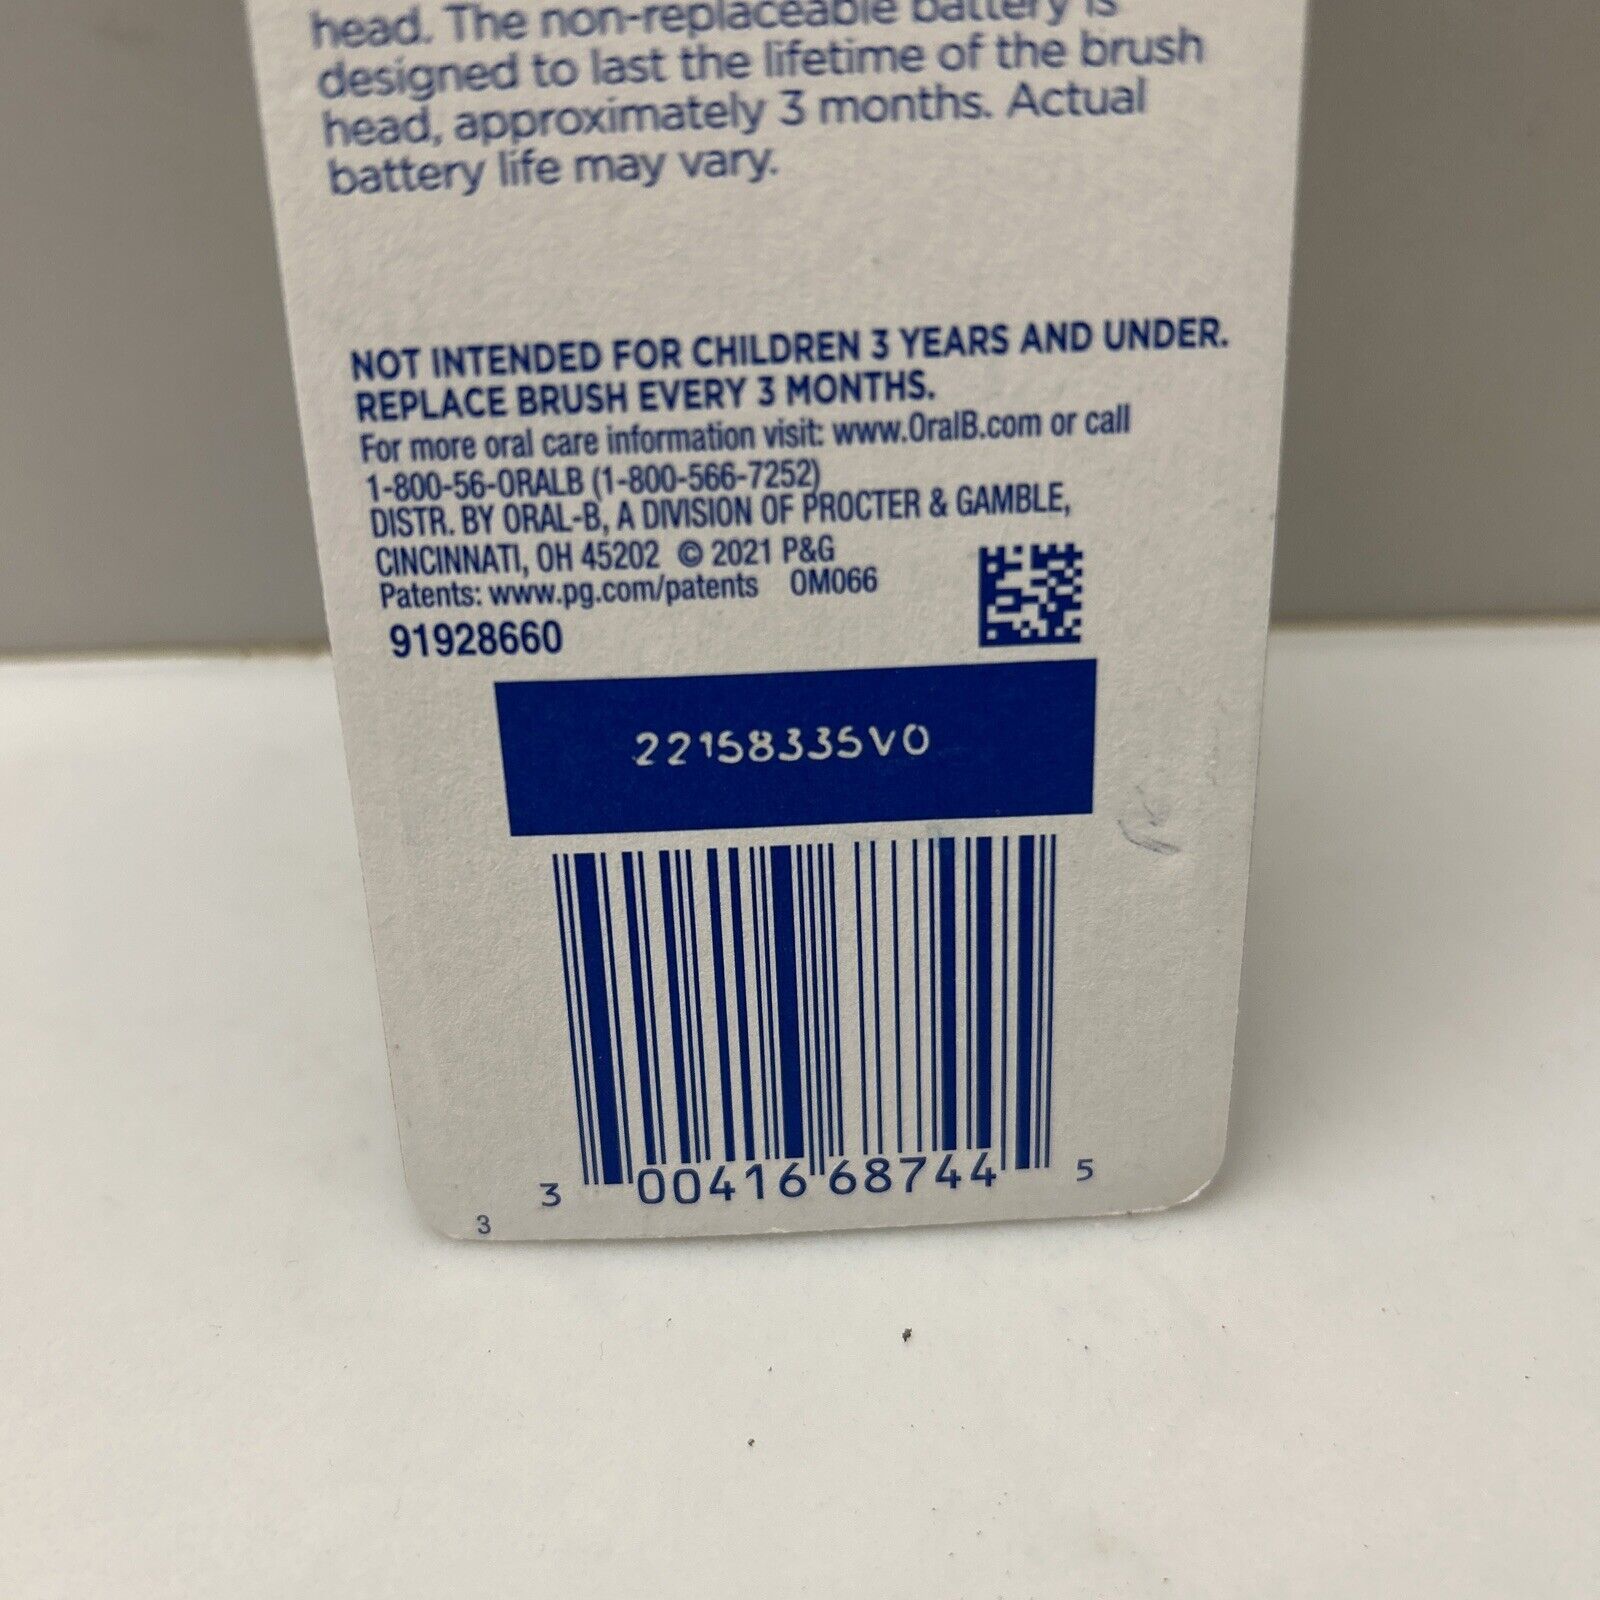 head. The non-replaceable battery is
designed to last the lifetime of the brush
head, approximately 3 months. Actual
battery life may vary.
NOT INTENDED FOR CHILDREN 3 YEARS AND UNDER.
REPLACE BRUSH EVERY 3 MONTHS.
For more oral care information visit: www.OralB.com or call
1-800-56-ORALB (1-800-566-7252)
DISTR. BY ORAL-B, A DIVISION OF PROCTER & GAMBLE,
CINCINNATI, OH 45202 © 2021 P&G
Patents: www.pg.com/patents OM066
91928660
22158335VO
3 00416 68744 5
3